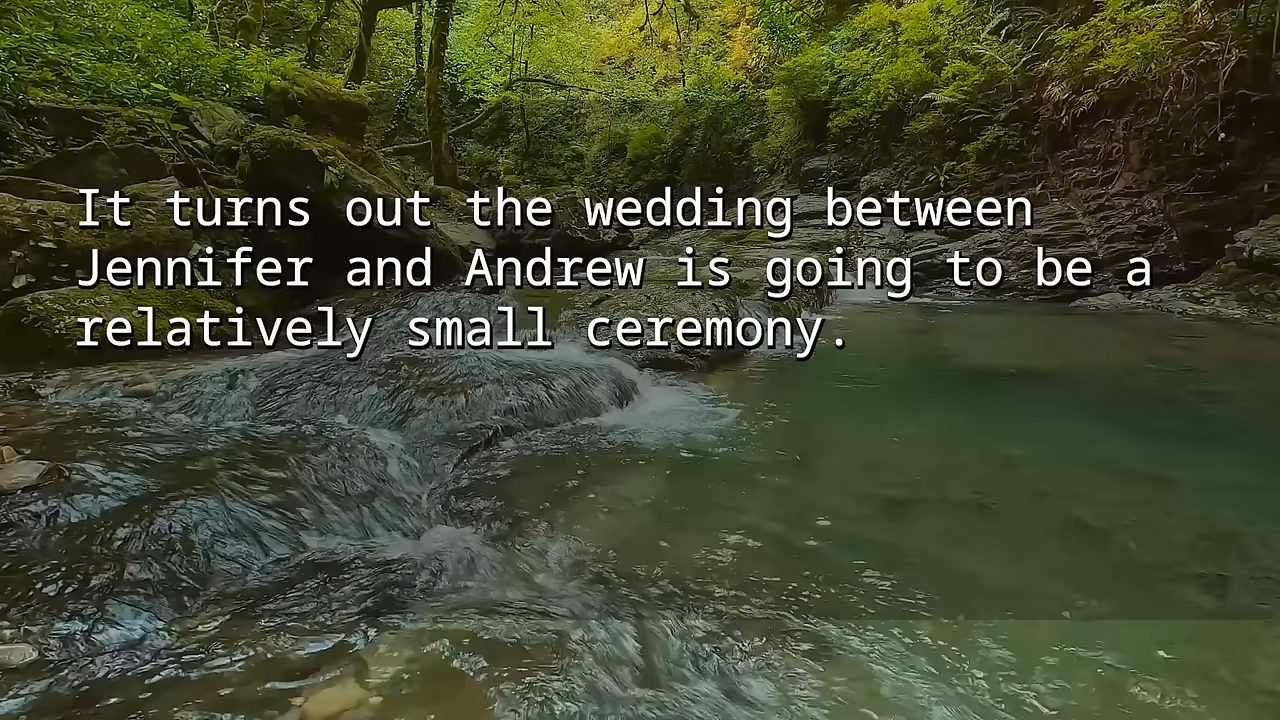 It turns out the wedding between
Jennifer and Andrew is going to be a
relatively small ceremony.